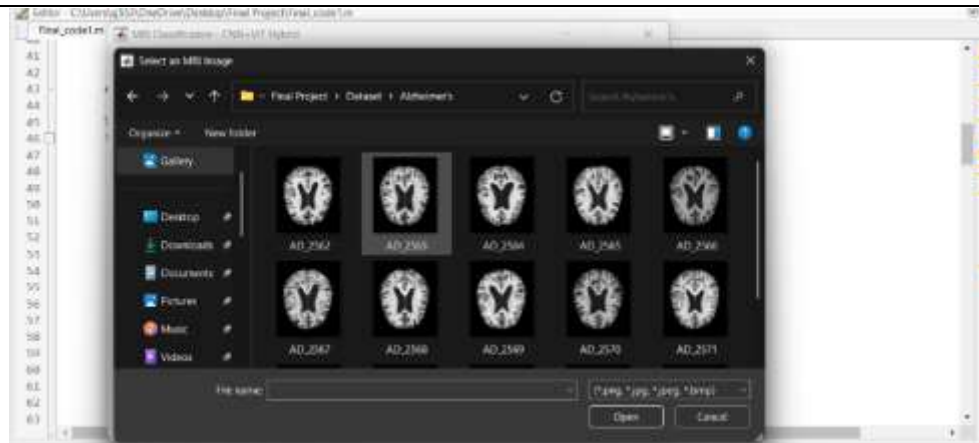 Editor - C:\Users\gSSP\OneDrive\Desktop\Final Project\Final_code1.m
Final_code1.m
MRI Classification - CNN+ViT Hybrid
Select an MRI Image
Final Project › Dataset › Alzheimer's
Search Alzheimer's
Organize
New folder
Gallery
Desktop
Downloads
Documents
Pictures
Music
Videos
AD_2562 AD_2563 AD_2564 AD_2565 AD_2566
AD_2567 AD_2568 AD_2569 AD_2570 AD_2571
File name:
(*.png, *.jpg, *.jpeg, *.bmp)
Open
Cancel
41
42
43
44
45
46
47
48
49
50
51
52
53
54
55
56
57
58
59
60
61
62
63